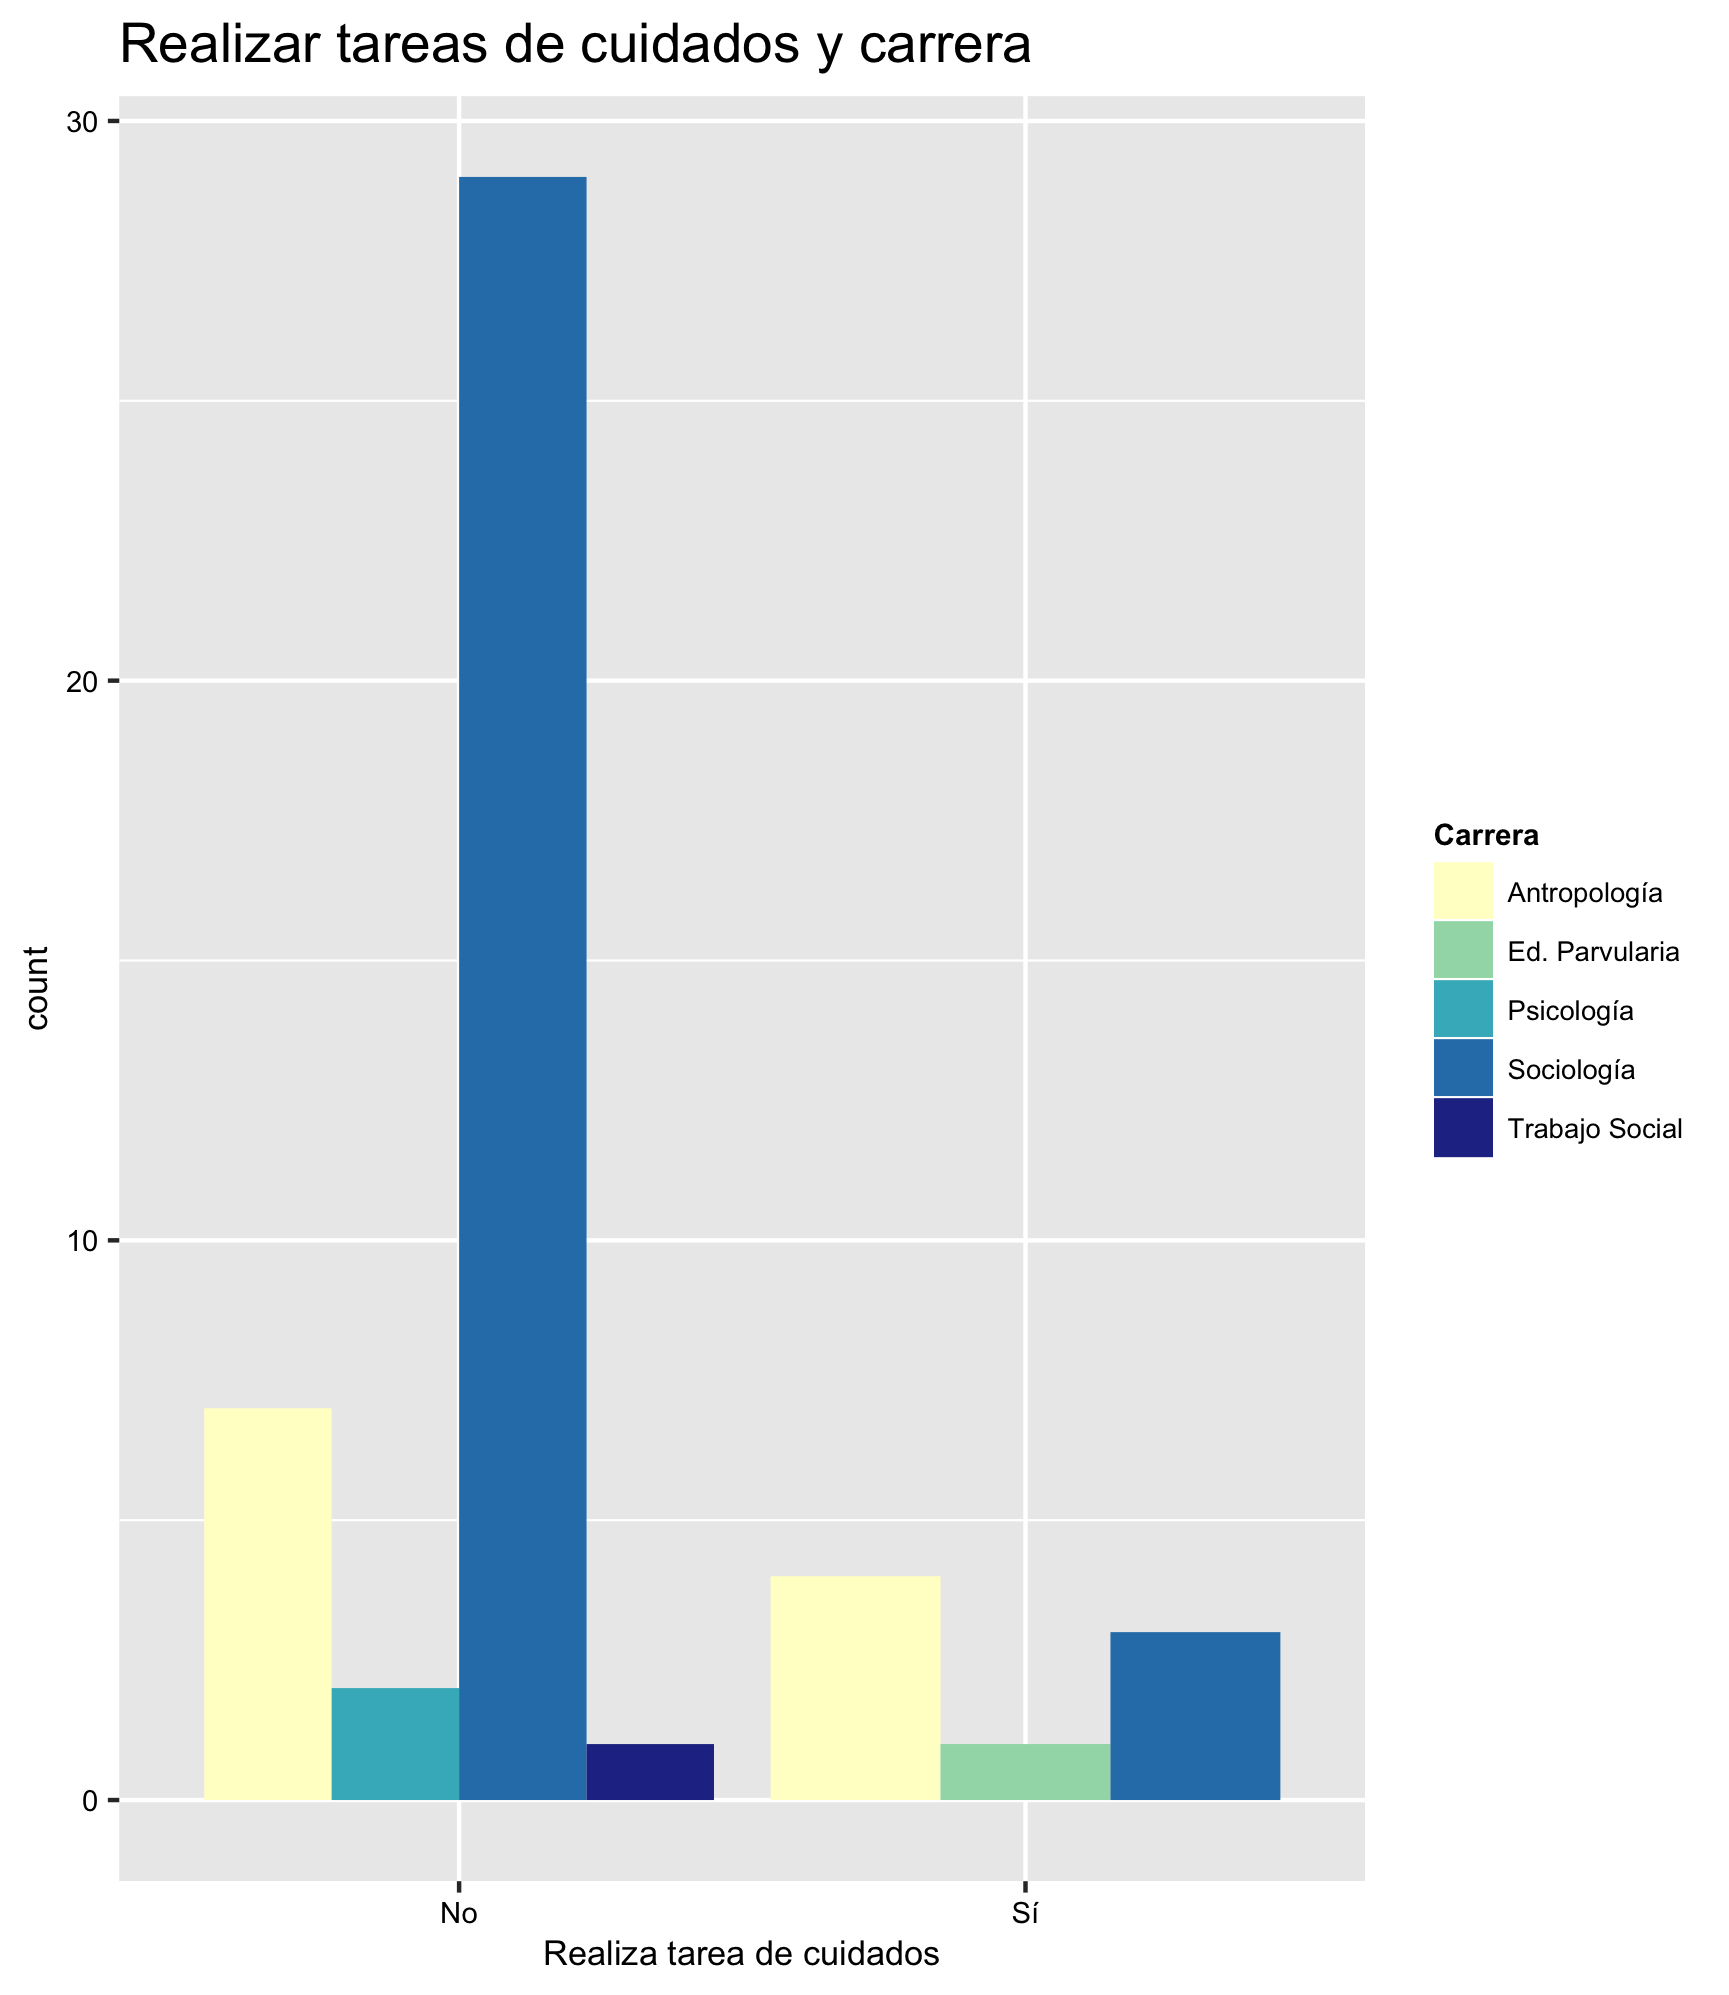 Realizar tareas de cuidados y carrera
30
20
10
0
count
No
Sí
Realiza tarea de cuidados
Carrera
Antropología
Ed. Parvularia
Psicología
Sociología
Trabajo Social